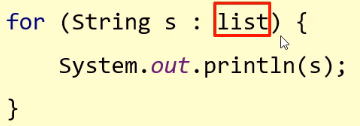 for (String s : list) {
System.out.println(s);
}